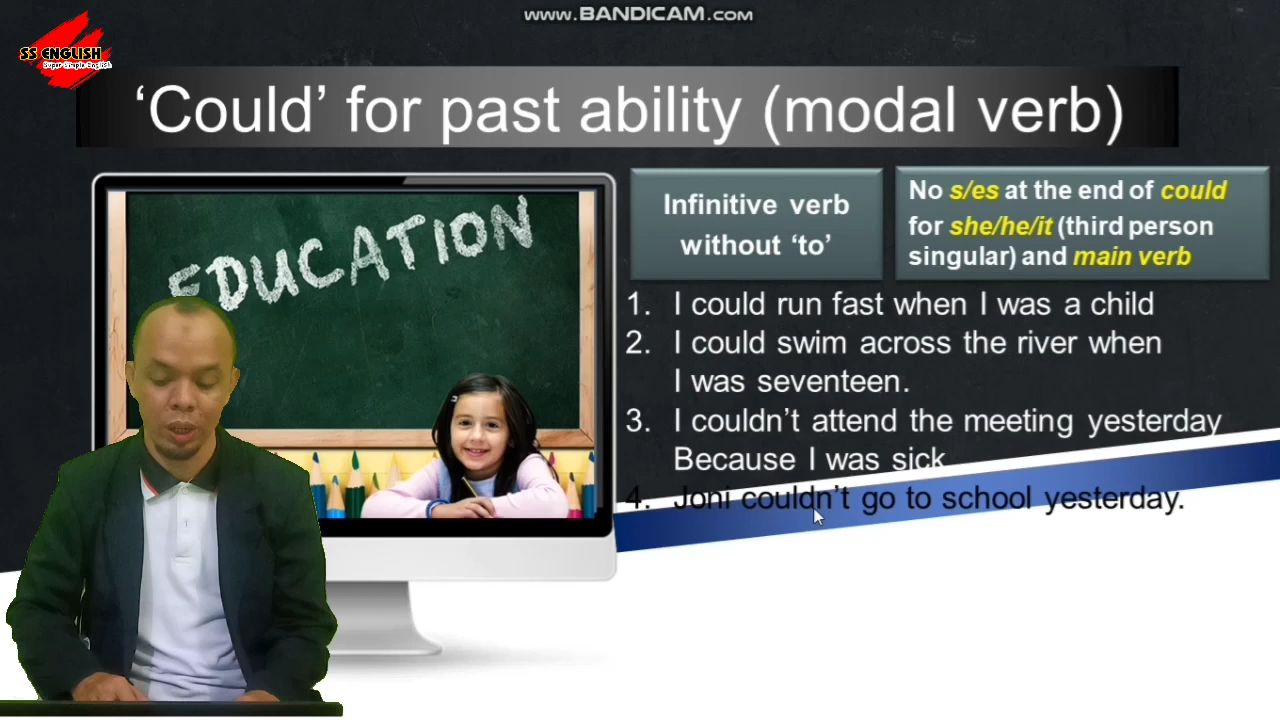 www.BANDICAM.com
SS ENGLISH
Super Simple English
‘Could’ for past ability (modal verb)
EDUCATION
Infinitive verb
without ‘to’
No s/es at the end of could
for she/he/it (third person
singular) and main verb
1. I could run fast when I was a child
2. I could swim across the river when
I was seventeen.
3. I couldn’t attend the meeting yesterday
Because I was sick
4. Joni couldn’t go to school yesterday.